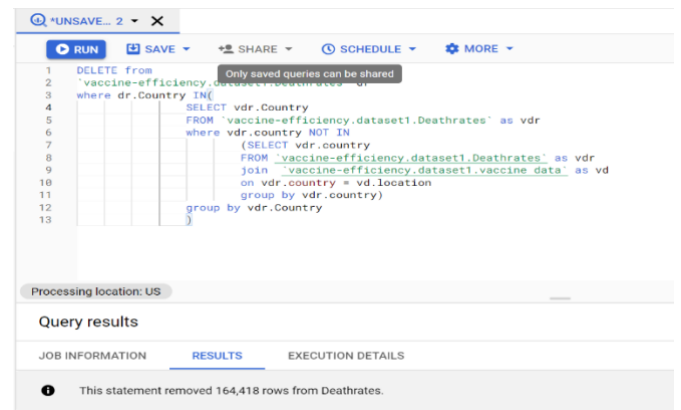 *UNSAVE... 2
RUN SAVE SHARE SCHEDULE MORE
Only saved queries can be shared
1 DELETE from
2 `vaccine-efficiency.dataset1.Deathrates`
3 where dr.Country IN(
4 SELECT vdr.Country
5 FROM `vaccine-efficiency.dataset1.Deathrates` as vdr
6 where vdr.country NOT IN
7 (SELECT vdr.country
8 FROM `vaccine-efficiency.dataset1.Deathrates` as vdr
9 join `vaccine-efficiency.dataset1.vaccine data` as vd
10 on vdr.country = vd.location
11 group by vdr.country)
12 group by vdr.Country
13 )
Processing location: US
Query results
JOB INFORMATION RESULTS EXECUTION DETAILS
This statement removed 164,418 rows from Deathrates.